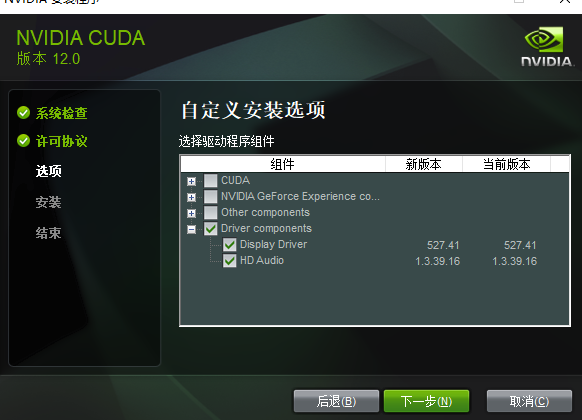 NVIDIA 安装程序
NVIDIA CUDA
版本 12.0
NVIDIA.
系统检查
许可协议
选项
安装
结束
自定义安装选项
选择驱动程序组件
组件 新版本 当前版本
CUDA
NVIDIA GeForce Experience co...
Other components
Driver components
Display Driver 527.41 527.41
HD Audio 1.3.39.16 1.3.39.16
后退(B) 下一步(N) 取消(C)